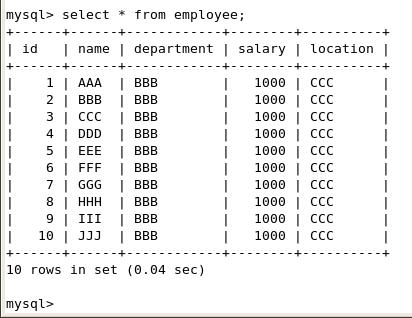 mysql> select * from employee;
+------+------+------------+--------+----------+
| id   | name | department | salary | location |
+------+------+------------+--------+----------+
|    1 | AAA  | BBB        |   1000 | CCC      |
|    2 | BBB  | BBB        |   1000 | CCC      |
|    3 | CCC  | BBB        |   1000 | CCC      |
|    4 | DDD  | BBB        |   1000 | CCC      |
|    5 | EEE  | BBB        |   1000 | CCC      |
|    6 | FFF  | BBB        |   1000 | CCC      |
|    7 | GGG  | BBB        |   1000 | CCC      |
|    8 | HHH  | BBB        |   1000 | CCC      |
|    9 | III  | BBB        |   1000 | CCC      |
|   10 | JJJ  | BBB        |   1000 | CCC      |
+------+------+------------+--------+----------+
10 rows in set (0.04 sec)

mysql>